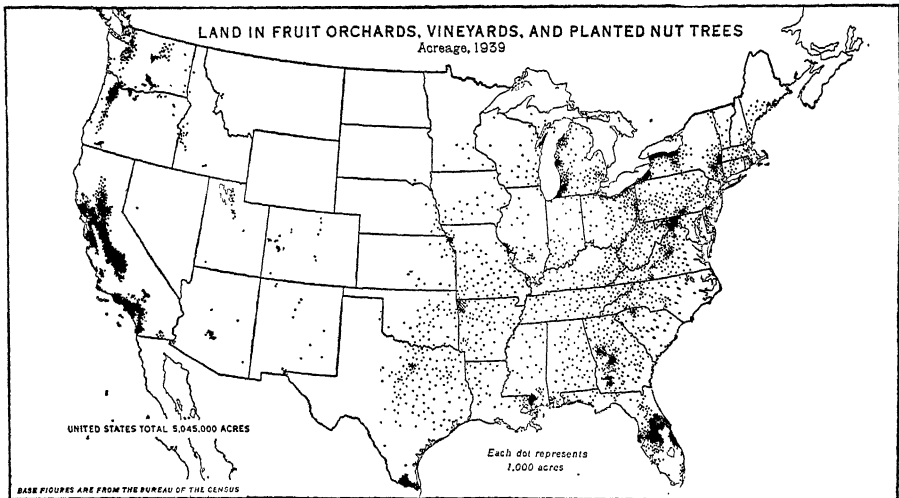 LAND IN FRUIT ORCHARDS, VINEYARDS, AND PLANTED NUT TREES
Acreage, 1939
UNITED STATES TOTAL 5,045,000 ACRES
Each dot represents
1,000 acres
BASE FIGURES ARE FROM THE BUREAU OF THE CENSUS